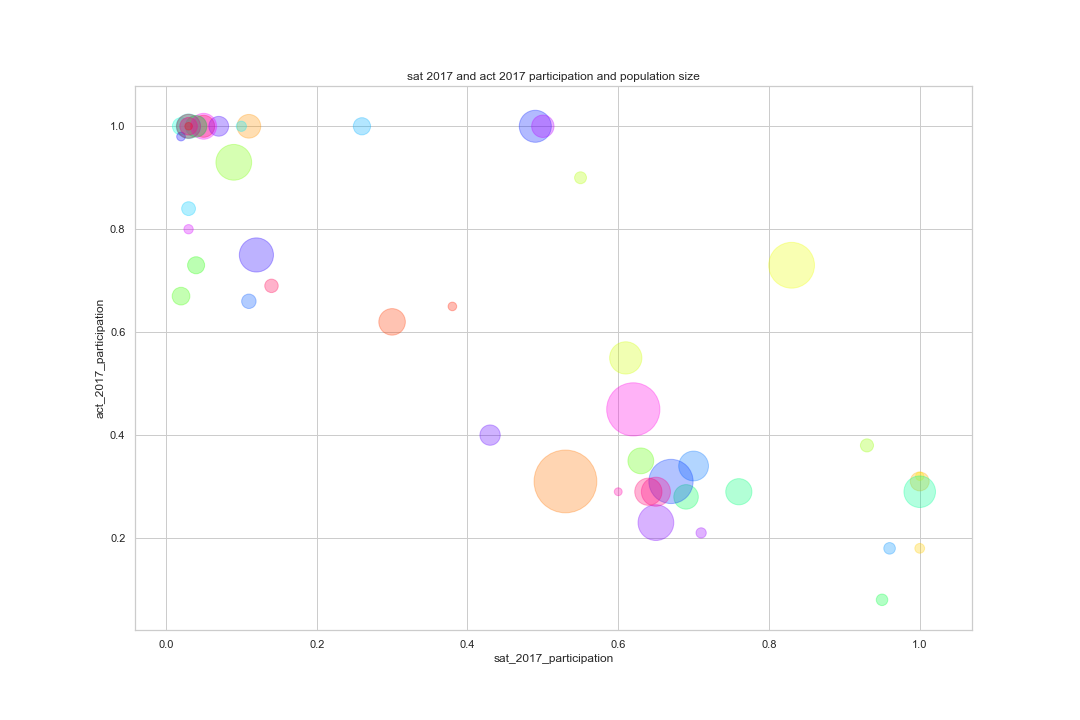 sat 2017 and act 2017 participation and population size
act_2017_participation
1.0
0.8
0.6
0.4
0.2
0.0 0.2 0.4 0.6 0.8 1.0
sat_2017_participation